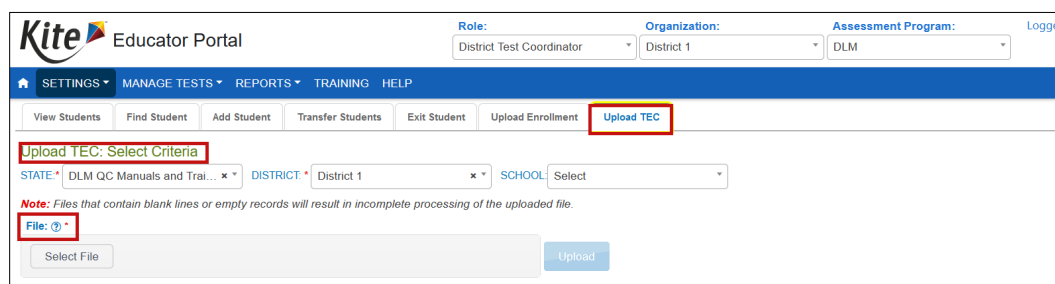 Kite Educator Portal
Role: Organization: Assessment Program: Logge
District Test Coordinator District 1 DLM
SETTINGS MANAGE TESTS REPORTS TRAINING HELP
View Students Find Student Add Student Transfer Students Exit Student Upload Enrollment Upload TEC
Upload TEC: Select Criteria
STATE:* DLM QC Manuals and Trai... × DISTRICT:* District 1 × SCHOOL: Select
Note: Files that contain blank lines or empty records will result in incomplete processing of the uploaded file.
File: ? *
Select File Upload